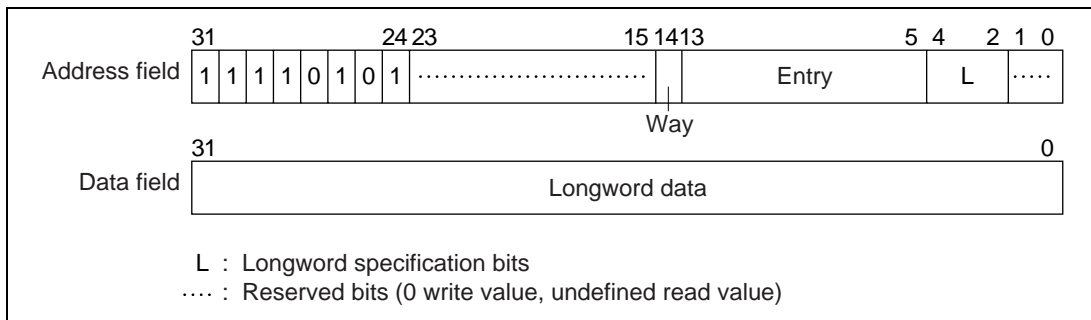 31 24 23 15 14 13 5 4 2 1 0
Address field 1 1 1 1 0 1 0 1 Entry L
Way
31 0
Data field Longword data
L : Longword specification bits
···· : Reserved bits (0 write value, undefined read value)